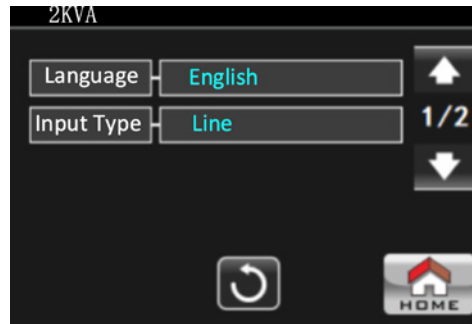 2KVA
Language English
1/2
Input Type Line
HOME